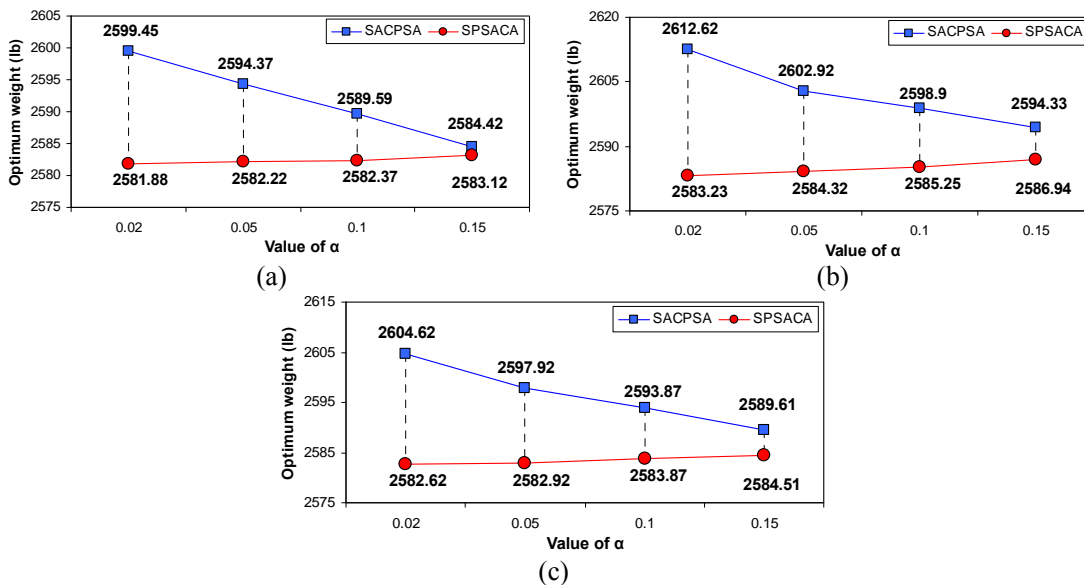 2605
2600
2595
2590
2585
2580
2575
Optimum weight (lb)
SACPSA SPSACA
2599.45
2594.37
2589.59
2584.42
2581.88 2582.22 2582.37 2583.12
0.02 0.05 0.1 0.15
Value of α
(a)
2620
2605
2590
2575
Optimum weight (lb)
SACPSA SPSACA
2612.62
2602.92
2598.9
2594.33
2583.23 2584.32 2585.25 2586.94
0.02 0.05 0.1 0.15
Value of α
(b)
2615
2605
2595
2585
2575
Optimum weight (lb)
SACPSA SPSACA
2604.62
2597.92
2593.87
2589.61
2582.62 2582.92 2583.87 2584.51
0.02 0.05 0.1 0.15
Value of α
(c)